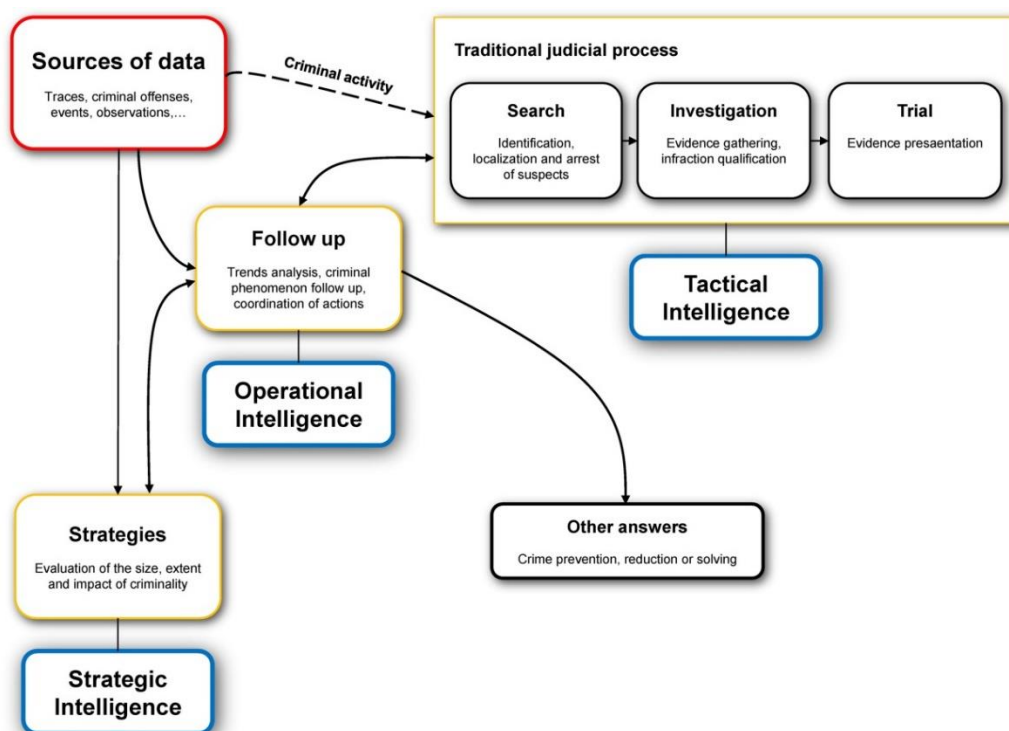 Sources of data
Traces, criminal offenses,
events, observations,...
Criminal activity
Traditional judicial process
Search
Identification,
localization and arrest
of suspects
Investigation
Evidence gathering,
infraction qualification
Trial
Evidence presaentation
Follow up
Trends analysis, criminal
phenomenon follow up,
coordination of actions
Tactical
Intelligence
Operational
Intelligence
Strategies
Evaluation of the size, extent
and impact of criminality
Other answers
Crime prevention, reduction or solving
Strategic
Intelligence